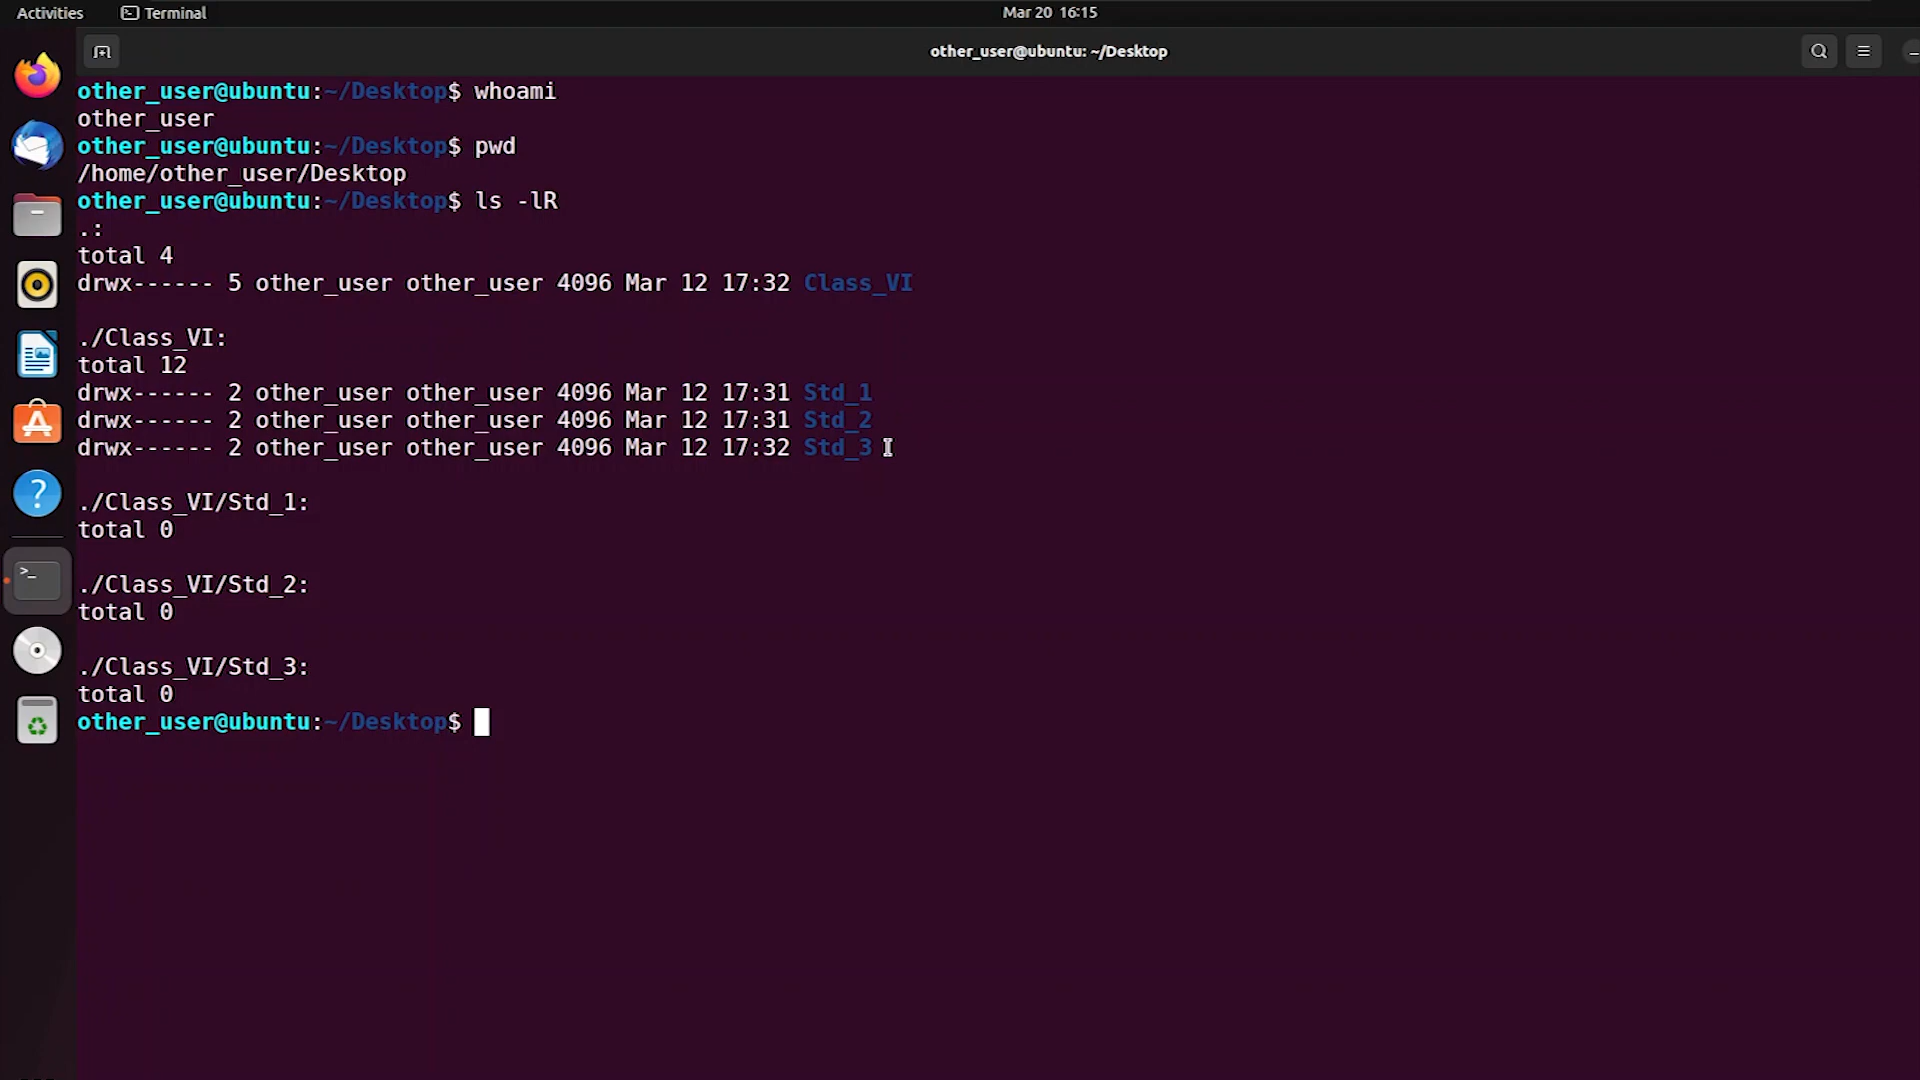 Activities
Terminal
Mar 20 16:15
other_user@ubuntu: ~/Desktop
other_user@ubuntu:~/Desktop$ whoami
other_user
other_user@ubuntu:~/Desktop$ pwd
/home/other_user/Desktop
other_user@ubuntu:~/Desktop$ ls -lR
.:
total 4
drwx------ 5 other_user other_user 4096 Mar 12 17:32 Class_VI
./Class_VI:
total 12
drwx------ 2 other_user other_user 4096 Mar 12 17:31 Std_1
drwx------ 2 other_user other_user 4096 Mar 12 17:31 Std_2
drwx------ 2 other_user other_user 4096 Mar 12 17:32 Std_3
./Class_VI/Std_1:
total 0
./Class_VI/Std_2:
total 0
./Class_VI/Std_3:
total 0
other_user@ubuntu:~/Desktop$